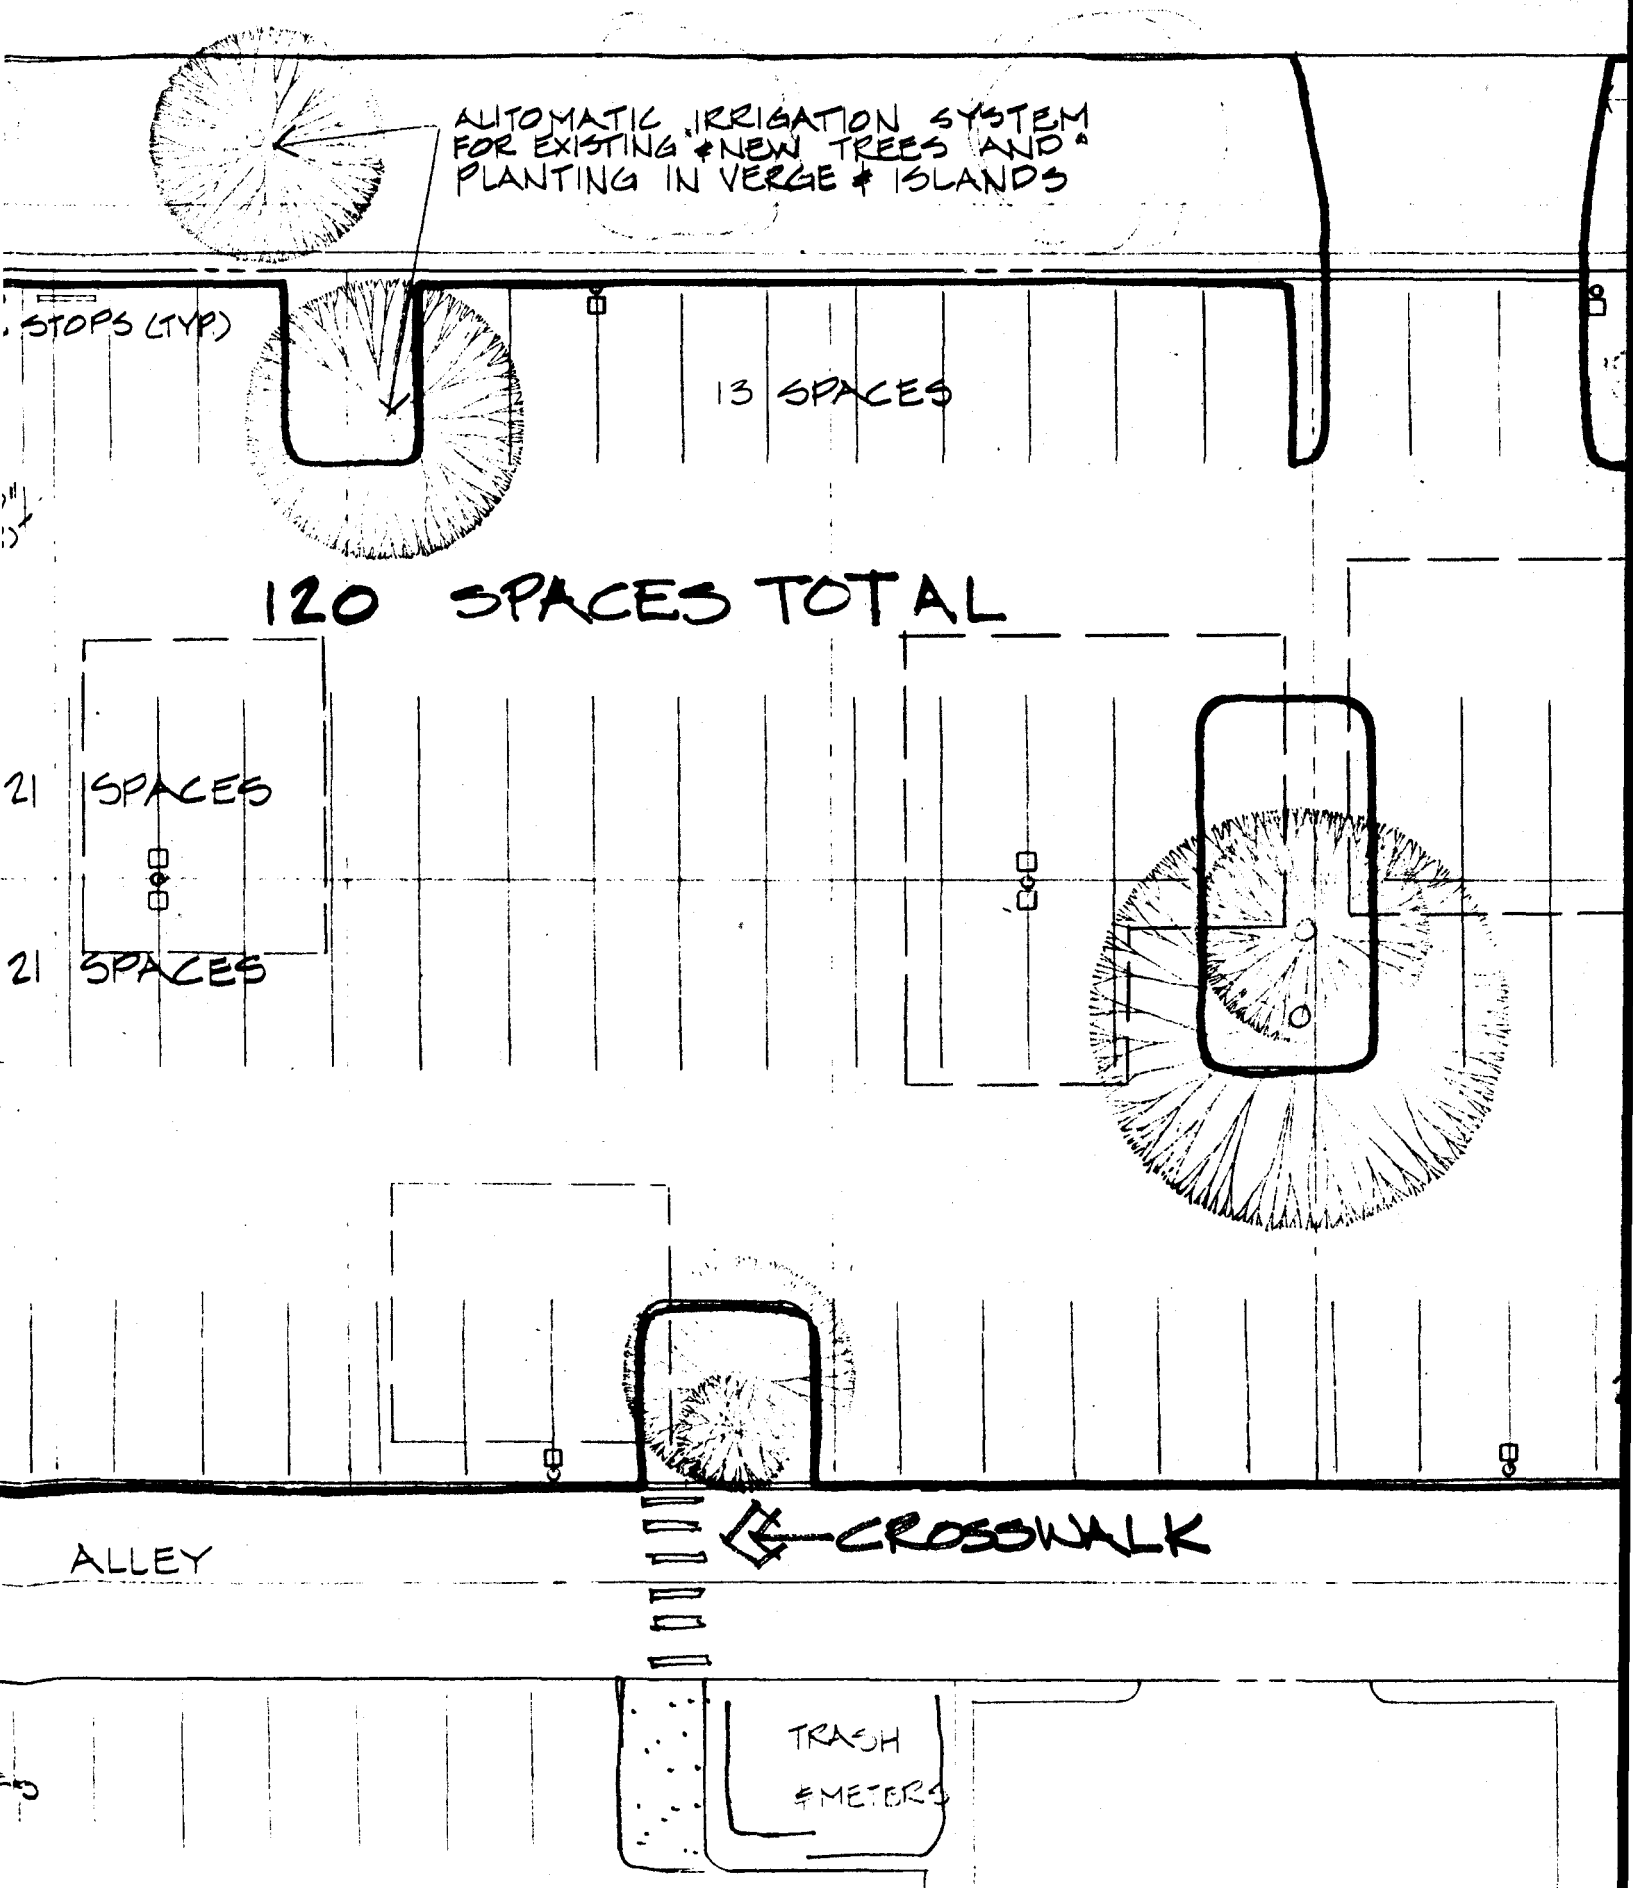 AUTOMATIC IRRIGATION SYSTEM
FOR EXISTING & NEW TREES AND
PLANTING IN VERGE & ISLANDS
STOPS (TYP.)
13 SPACES
120 SPACES TOTAL
21 SPACES
21 SPACES
CROSSWALK
ALLEY
TRASH
& METERS